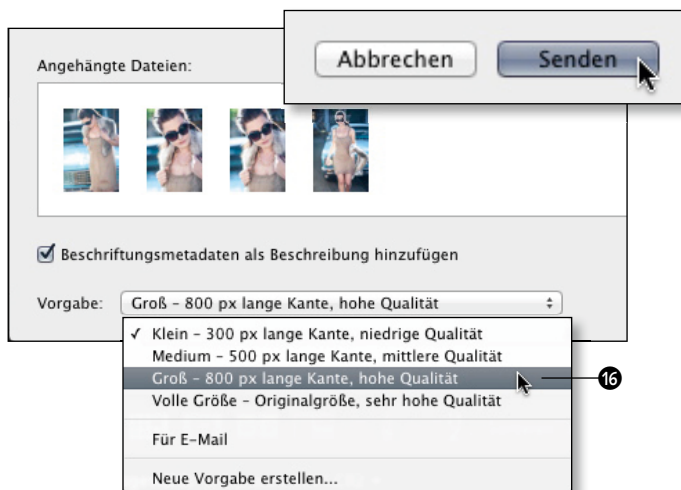 Abbrechen
Senden
Angehängte Dateien:
Beschriftungsmetadaten als Beschreibung hinzufügen
Vorgabe: Groß – 800 px lange Kante, hohe Qualität
✓ Klein – 300 px lange Kante, niedrige Qualität
Medium – 500 px lange Kante, mittlere Qualität
Groß – 800 px lange Kante, hohe Qualität
16
Volle Größe – Originalgröße, sehr hohe Qualität
Für E-Mail
Neue Vorgabe erstellen...